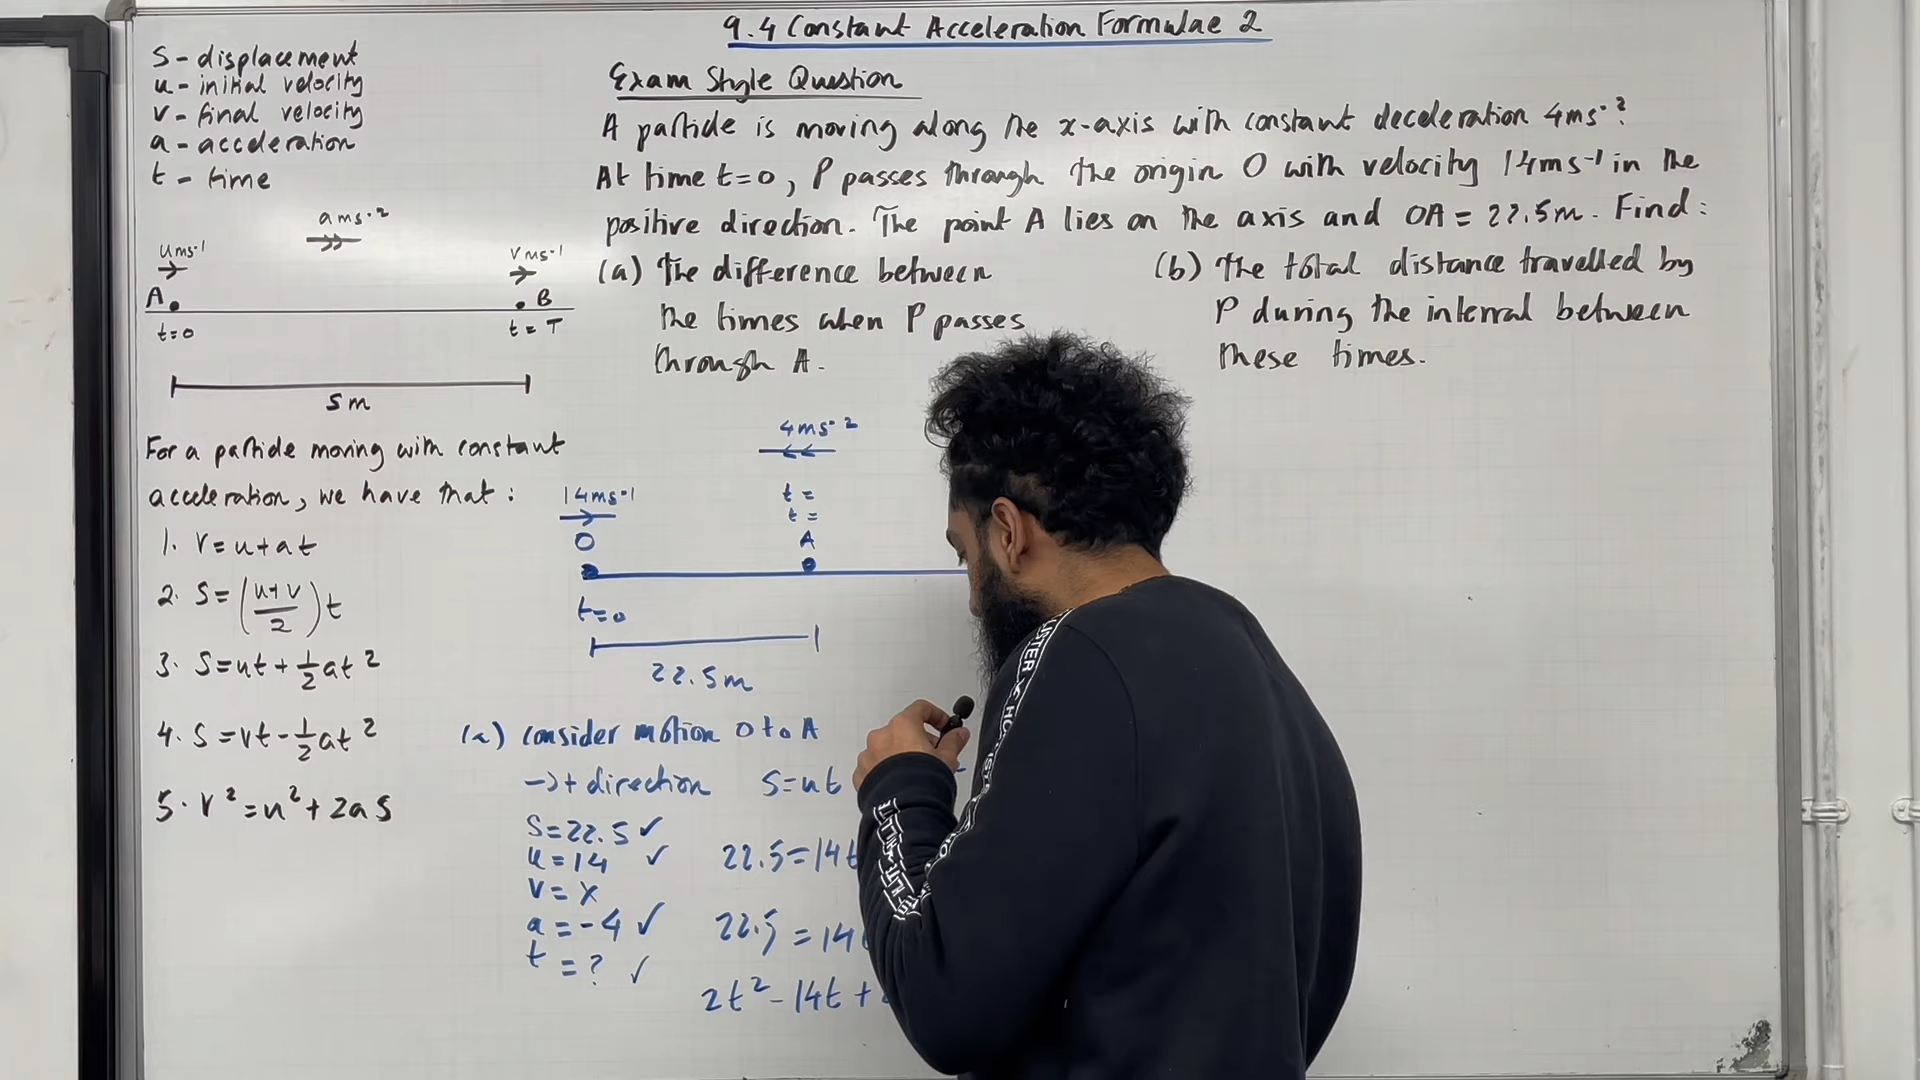 9.4 Constant Acceleration Formulae 2
S - displacement
u - initial velocity
v - final velocity
a - acceleration
t - time
a ms-2
u ms-1
v ms-1
A
B
t=0
t = T
S m
For a particle moving with constant
acceleration, we have that :
1. v = u + at
2. S = (u+v/2)t
3. S = ut + 1/2 at²
4. S = vt - 1/2 at²
5. v² = u² + 2as
Exam Style Question
A particle is moving along the x-axis with constant deceleration 4ms-2.
At time t=0, P passes through the origin O with velocity 14ms-1 in the
positive direction. The point A lies on the axis and OA = 22.5m. Find:
(a) The difference between
the times when P passes
through A.
(b) The total distance travelled by
P during the interval between
these times.
4ms-2
14ms-1
t =
t =
O
A
t=0
22.5m
(a) consider motion O to A
→+ direction
S=ut
S=22.5 ✓
u=14 ✓
v= X
a=-4 ✓
t = ? ✓
22.5=14t
22.5 = 14
2t² - 14t +